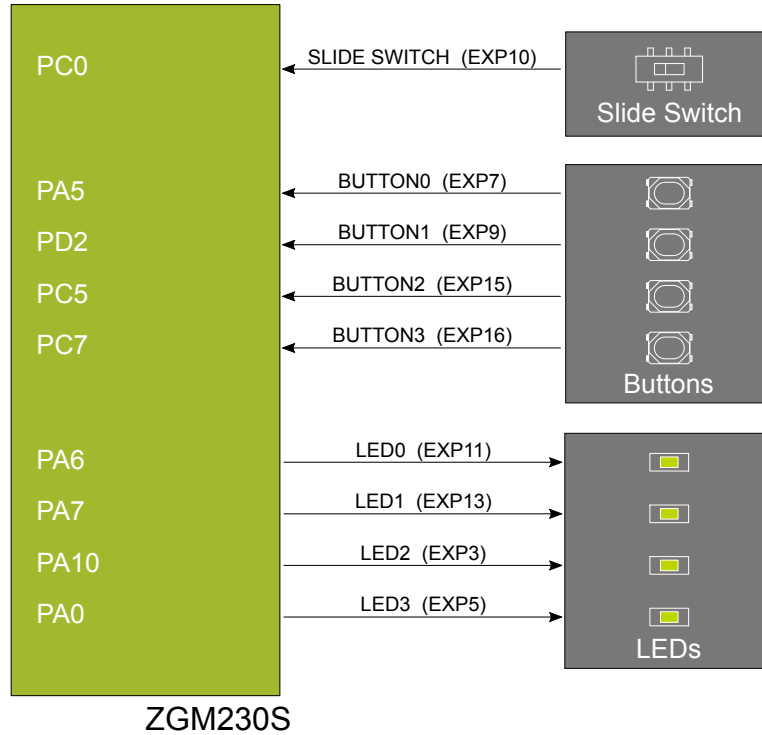 PC0
SLIDE SWITCH (EXP10)
Slide Switch
PA5
BUTTON0 (EXP7)
PD2
BUTTON1 (EXP9)
PC5
BUTTON2 (EXP15)
PC7
BUTTON3 (EXP16)
Buttons
PA6
LED0 (EXP11)
PA7
LED1 (EXP13)
PA10
LED2 (EXP3)
PA0
LED3 (EXP5)
LEDs
ZGM230S